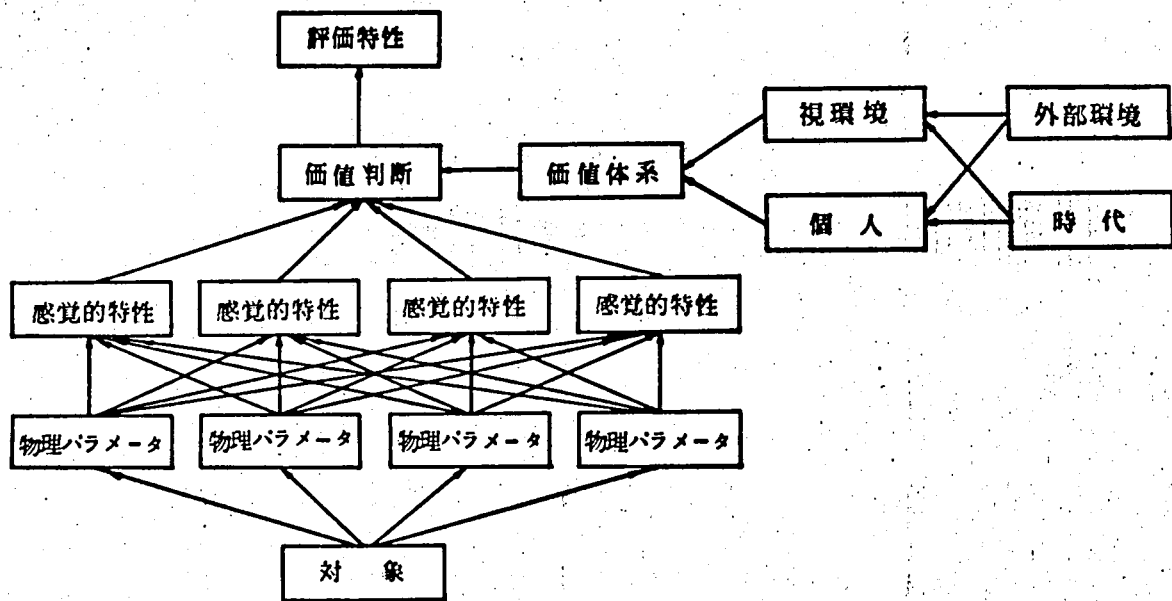 評価特性
視環境
外部環境
価値判断
価値体系
個人
時代
感覚的特性
感覚的特性
感覚的特性
感覚的特性
物理パラメータ
物理パラメータ
物理パラメータ
物理パラメータ
対象